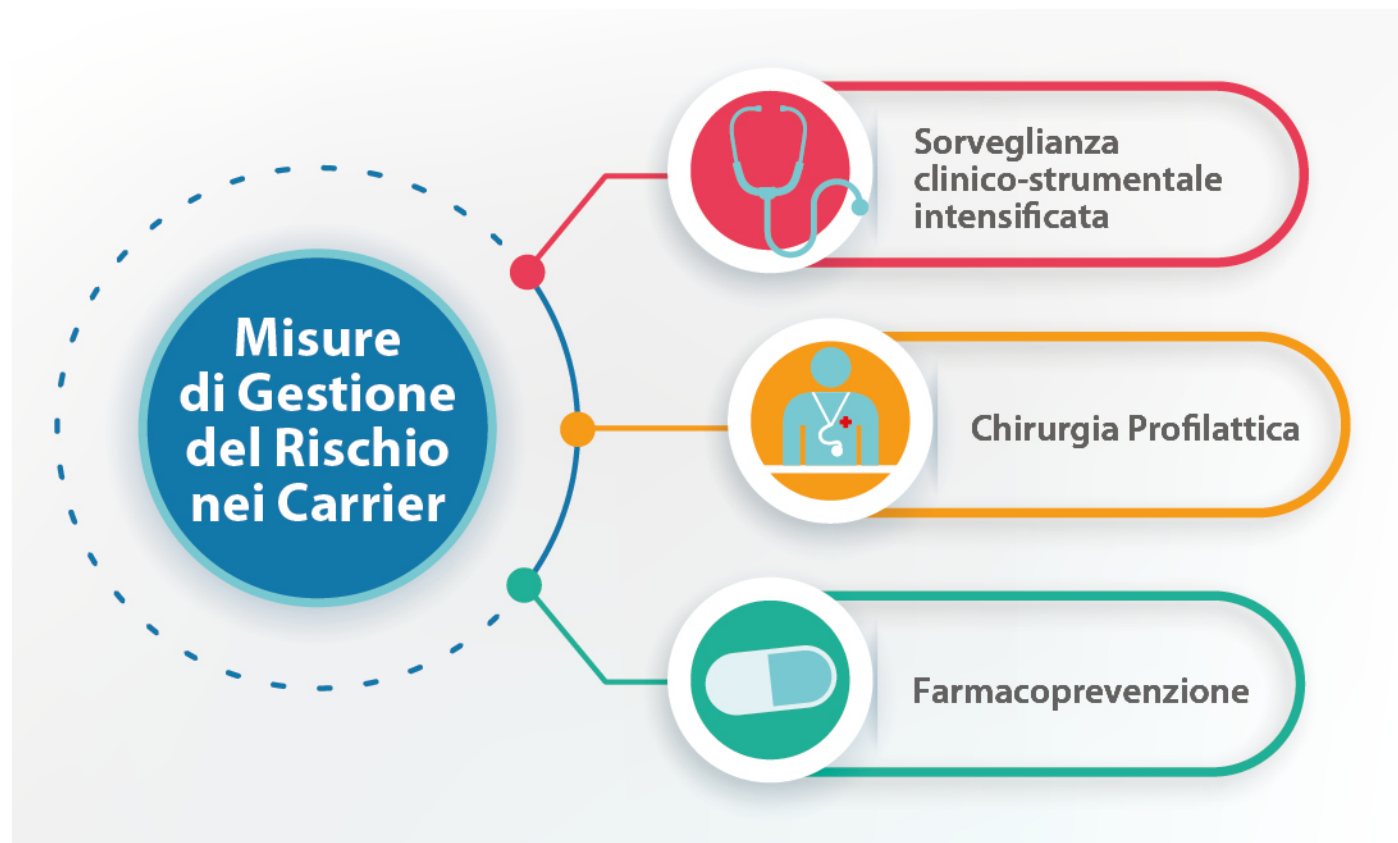 Misure
di Gestione
del Rischio
nei Carrier
Sorveglianza
clinico-strumentale
intensificata
Chirurgia Profilattica
Farmacoprevenzione